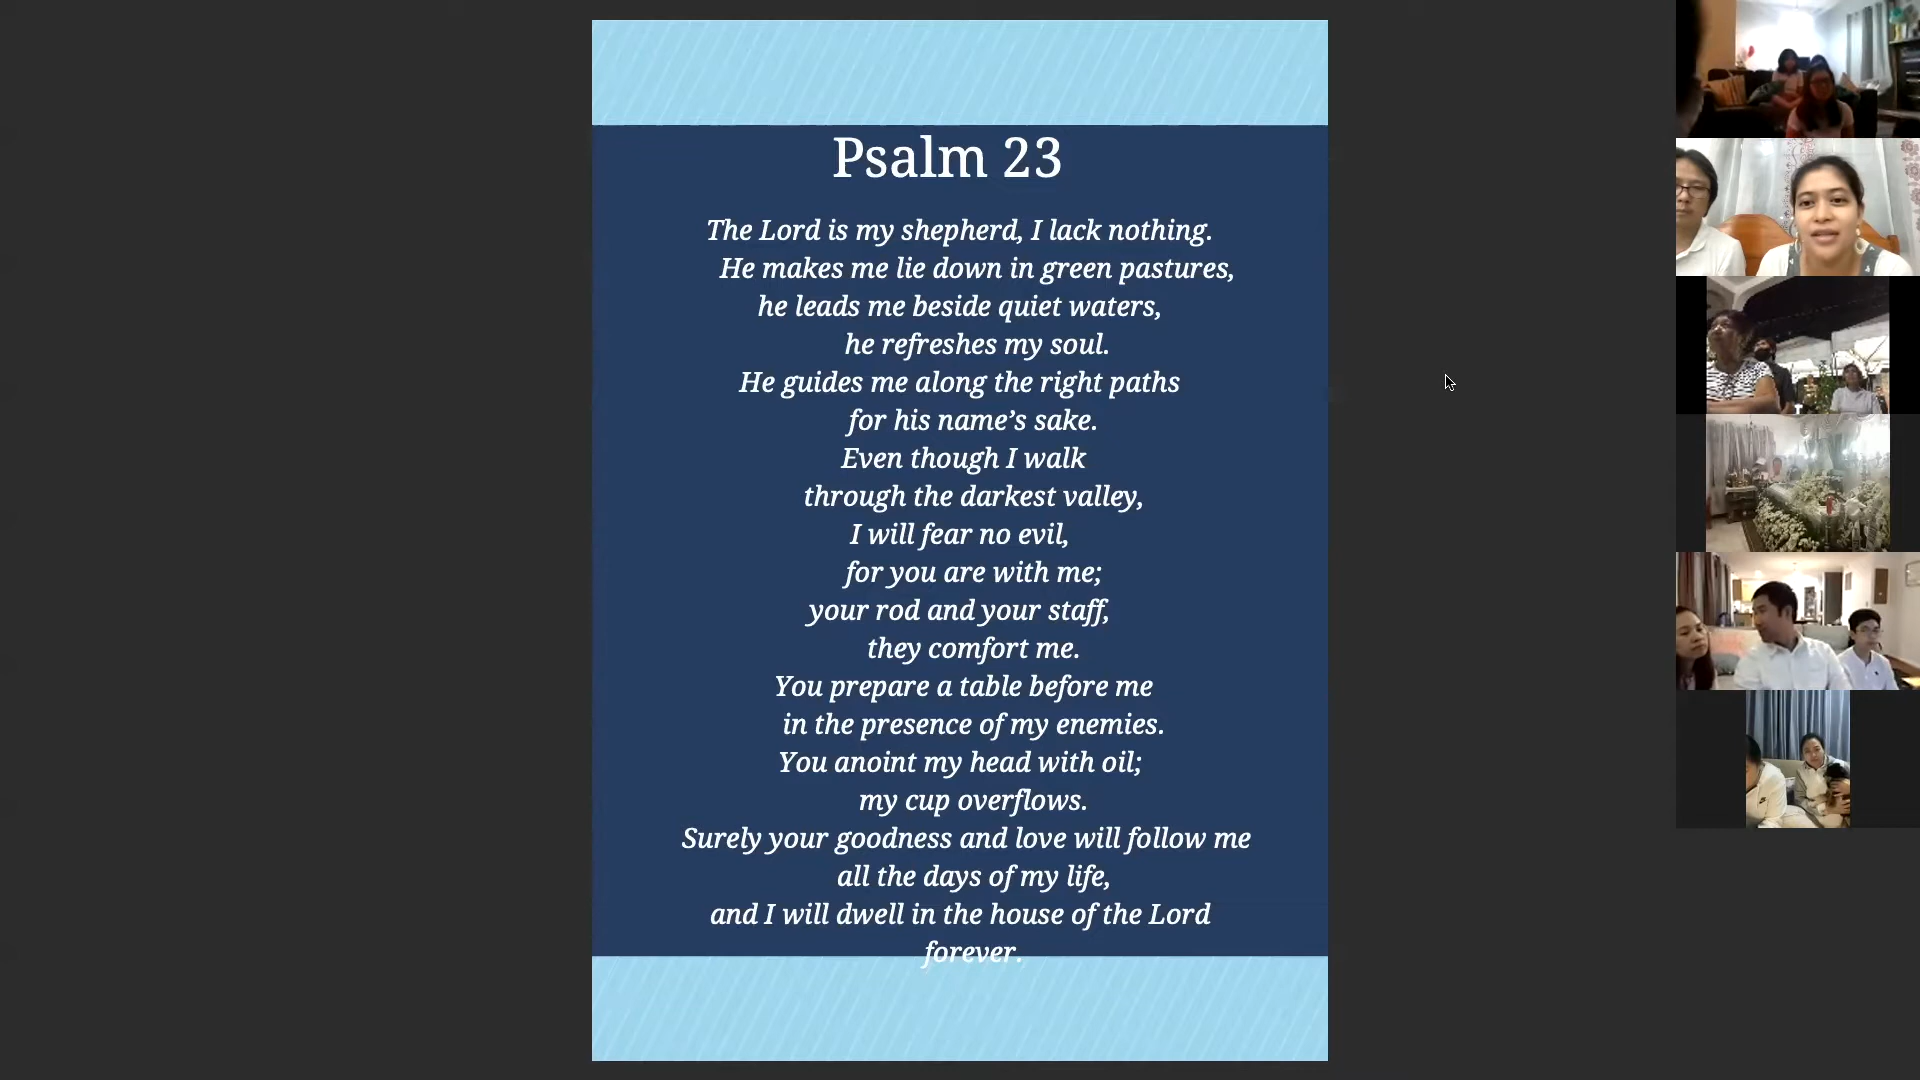 Psalm 23
The Lord is my shepherd, I lack nothing.
He makes me lie down in green pastures,
he leads me beside quiet waters,
he refreshes my soul.
He guides me along the right paths
for his name’s sake.
Even though I walk
through the darkest valley,
I will fear no evil,
for you are with me;
your rod and your staff,
they comfort me.
You prepare a table before me
in the presence of my enemies.
You anoint my head with oil;
my cup overflows.
Surely your goodness and love will follow me
all the days of my life,
and I will dwell in the house of the Lord
forever.